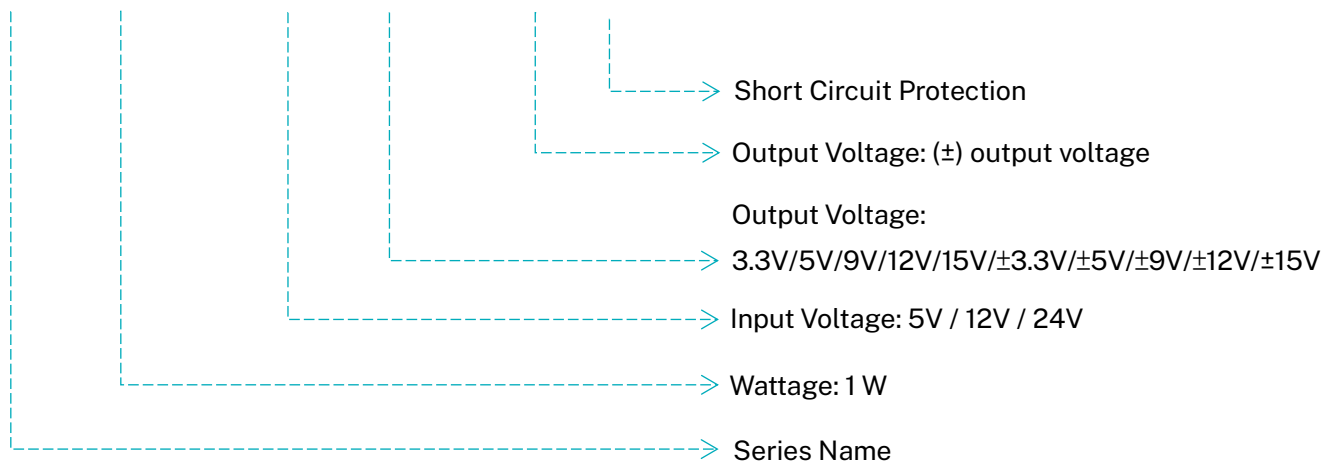 Short Circuit Protection
Output Voltage: (±) output voltage
Output Voltage:
3.3V/5V/9V/12V/15V/±3.3V/±5V/±9V/±12V/±15V
Input Voltage: 5V / 12V / 24V
Wattage: 1 W
Series Name